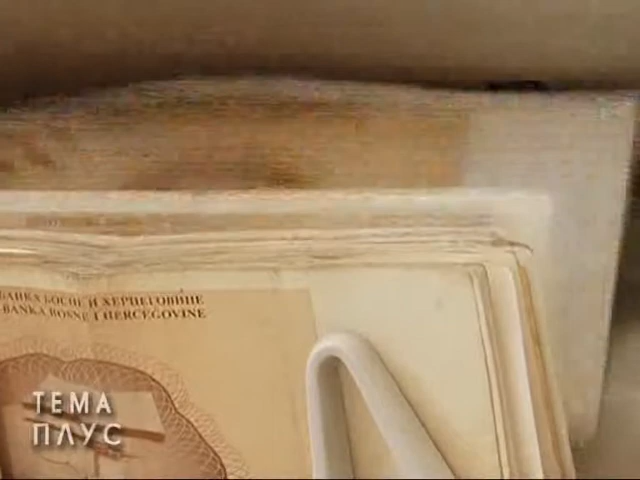 БАНКА БОСНЕ И ХЕРЦЕГОВИНЕ
BANKA BOSNE I HERCEGOVINE
ТЕМА
ПЛУС